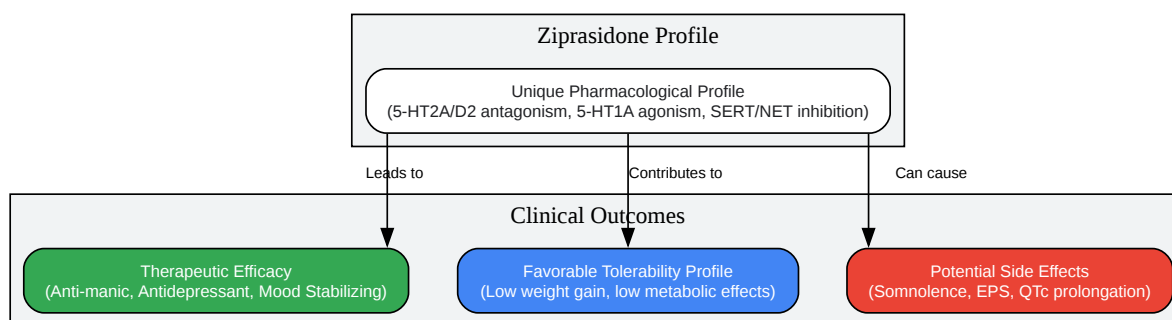 Ziprasidone Profile
Unique Pharmacological Profile
(5-HT2A/D2 antagonism, 5-HT1A agonism, SERT/NET inhibition)
Leads to
Contributes to
Can cause
Clinical Outcomes
Therapeutic Efficacy
(Anti-manic, Antidepressant, Mood Stabilizing)
Favorable Tolerability Profile
(Low weight gain, low metabolic effects)
Potential Side Effects
(Somnolence, EPS, QTc prolongation)